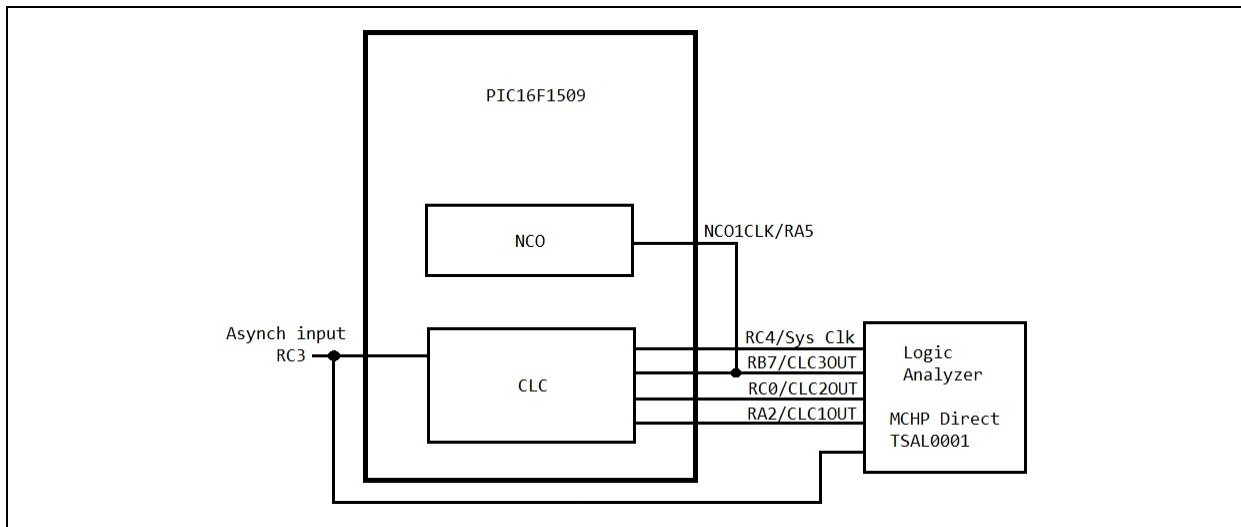 PIC16F1509
NCO
NCO1CLK/RA5
Asynch input
RC3
CLC
RC4/Sys Clk
RB7/CLC3OUT
RC0/CLC2OUT
RA2/CLC1OUT
Logic
Analyzer
MCHP Direct
TSAL0001